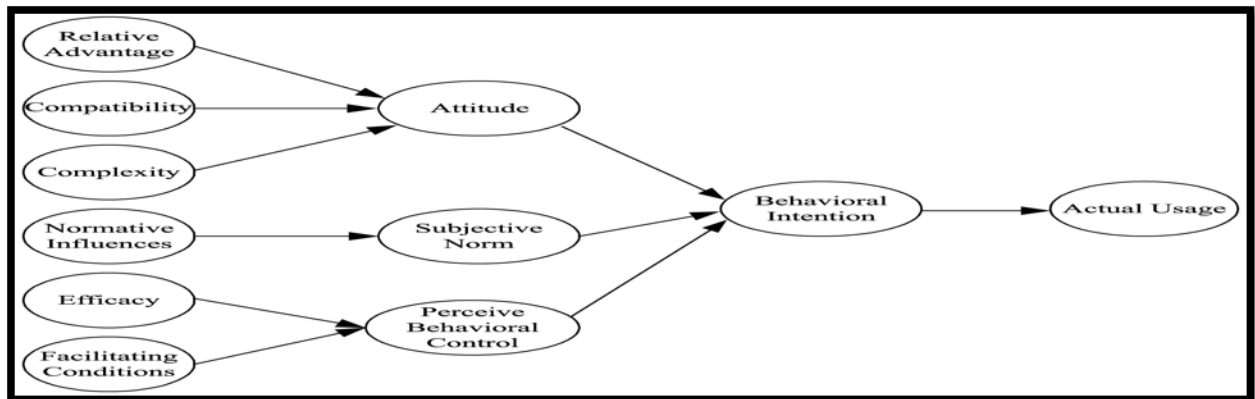 Relative
Advantage
Compatibility
Complexity
Normative
Influences
Efficacy
Facilitating
Conditions
Attitude
Subjective
Norm
Perceive
Behavioral
Control
Behavioral
Intention
Actual Usage